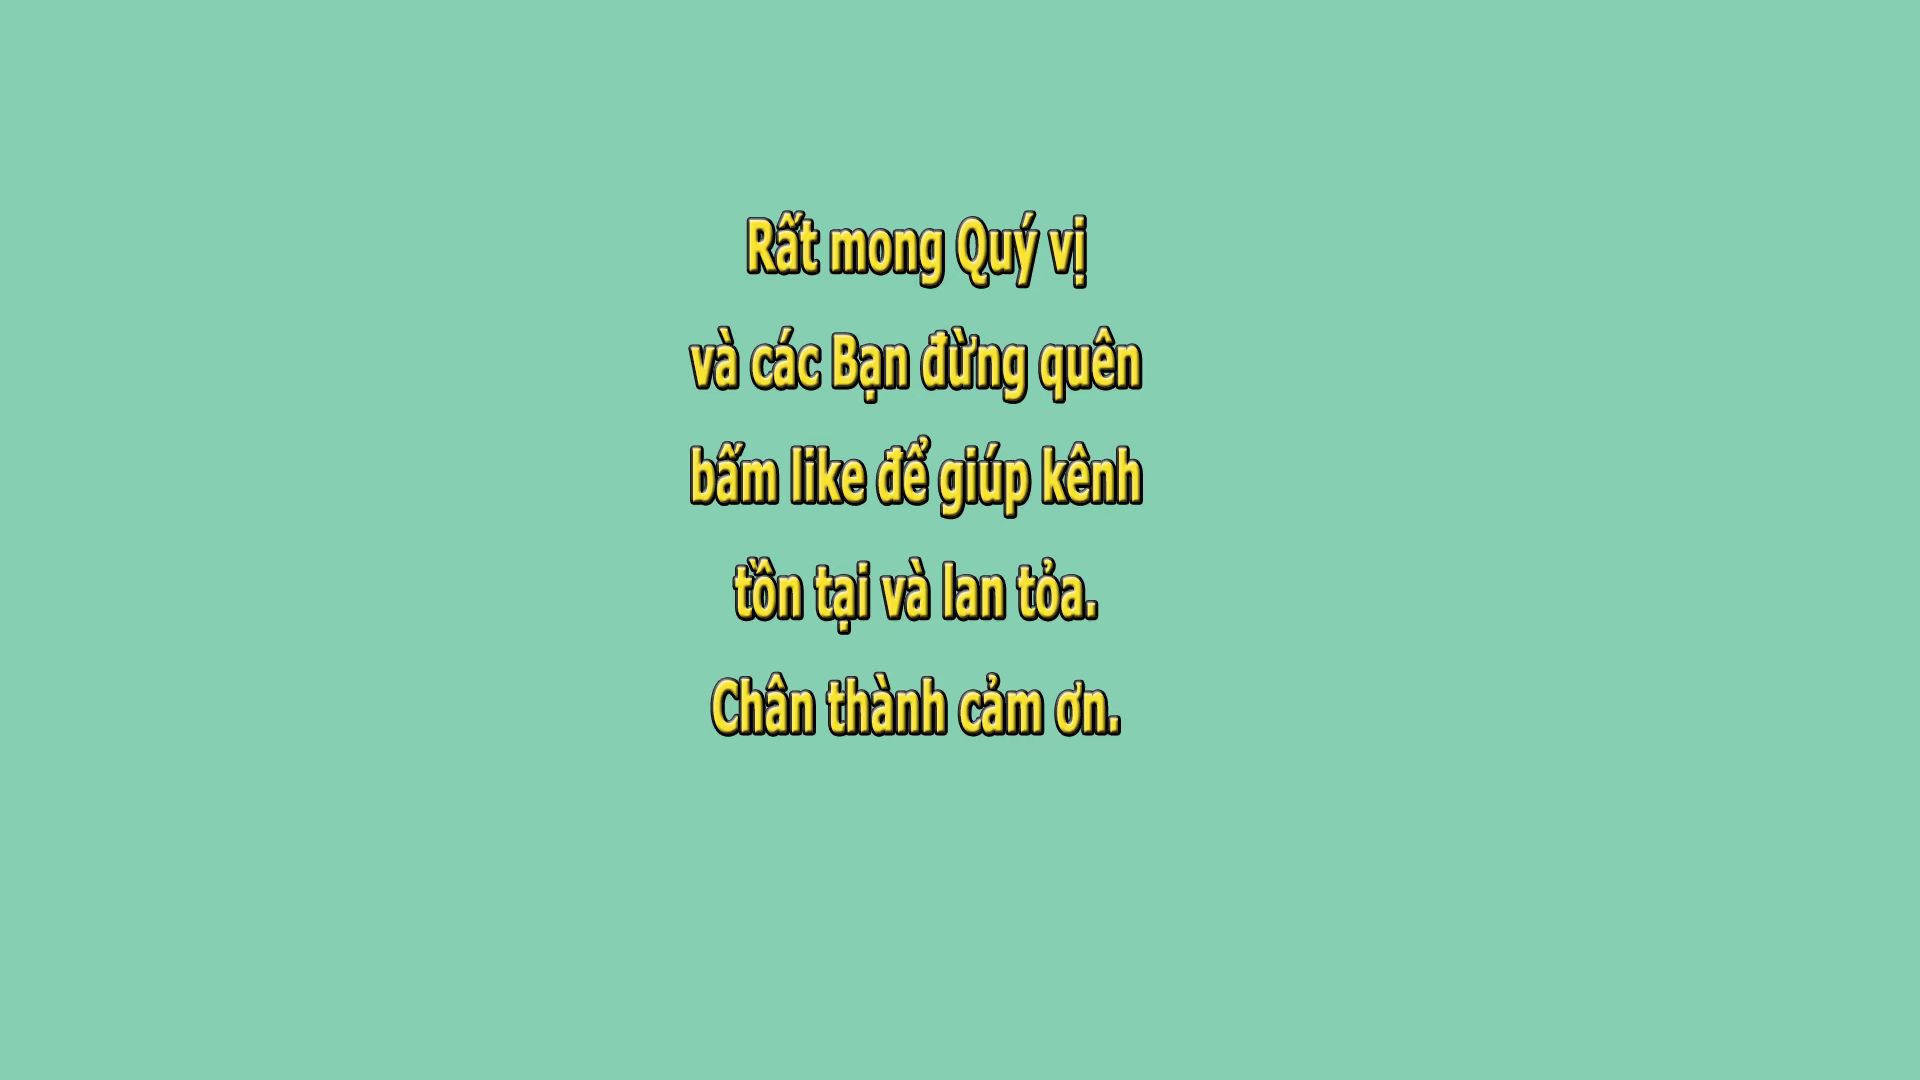 Rất mong Quý vị
và các Bạn đừng quên
bấm like để giúp kênh
tồn tại và lan tỏa.
Chân thành cảm ơn.